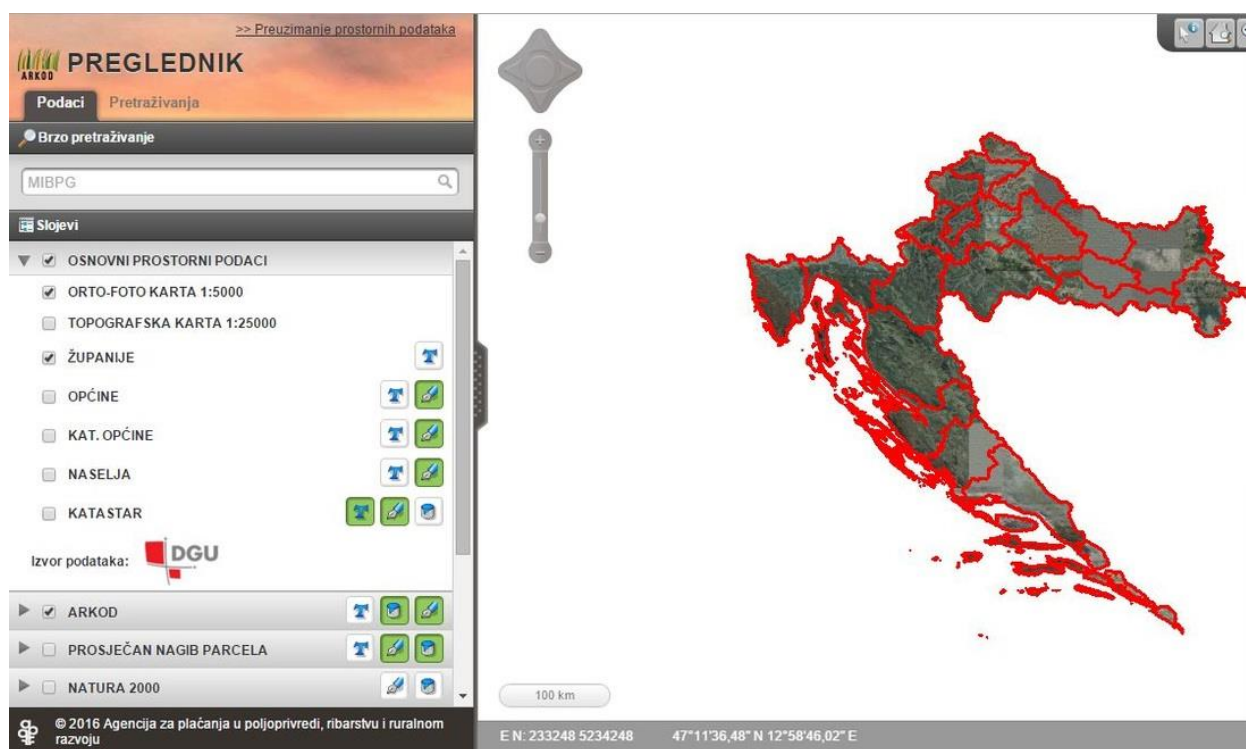 >> Preuzimanje prostornih podataka
ARKOD
PREGLEDNIK
Podaci Pretraživanja
Brzo pretraživanje
MIBPG
Slojevi
OSNOVNI PROSTORNI PODACI
ORTO-FOTO KARTA 1:5000
TOPOGRAFSKA KARTA 1:25000
ŽUPANIJE
OPĆINE
KAT. OPĆINE
NASELJA
KATASTAR
Izvor podataka: DGU
ARKOD
PROSJEČAN NAGIB PARCELA
NATURA 2000
© 2016 Agencija za plaćanja u poljoprivredi, ribarstvu i ruralnom
razvoju
100 km
E N: 233248 5234248 47°11'36,48" N 12°58'46,02" E